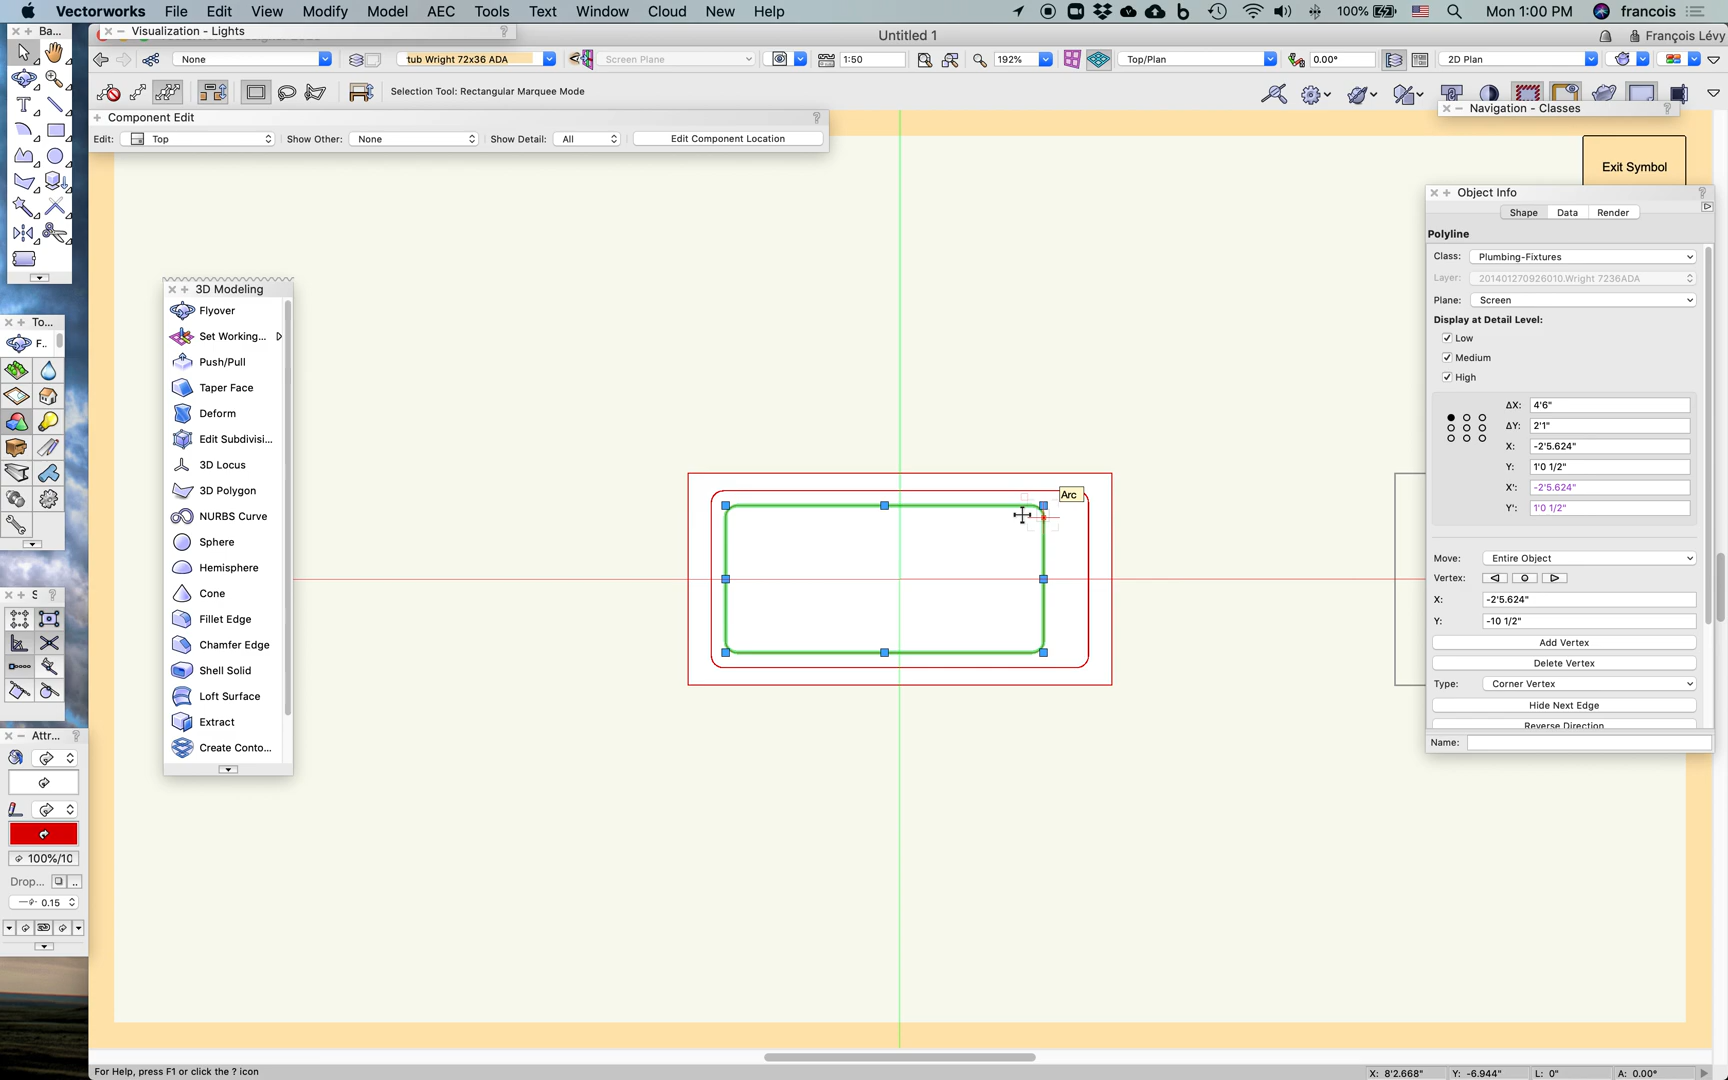 Vectorworks File Edit View Modify Model AEC Tools Text Window Cloud New Help 100% Mon 1:00 PM francois
Ba...
Visualization - Lights
Untitled 1
François Lévy
None
tub Wright 72x36 ADA
Screen Plane
1:50
192%
Top/Plan
0.00°
2D Plan
Selection Tool: Rectangular Marquee Mode
Navigation - Classes
Component Edit
Edit: Top Show Other: None Show Detail: All Edit Component Location
Exit Symbol
Object Info
Shape Data Render
Polyline
Class: Plumbing-Fixtures
Layer: 201401270926010.Wright 7236ADA
Plane: Screen
Display at Detail Level:
Low
Medium
High
ΔX: 4'6"
ΔY: 2'1"
X: -2'5.624"
Y: 1'0 1/2"
X': -2'5.624"
Y': 1'0 1/2"
Move: Entire Object
Vertex:
X: -2'5.624"
Y: -10 1/2"
Add Vertex
Delete Vertex
Type: Corner Vertex
Hide Next Edge
Reverse Direction
Name:
3D Modeling
Flyover
Set Working...
Push/Pull
Taper Face
Deform
Edit Subdivisi...
3D Locus
3D Polygon
NURBS Curve
Sphere
Hemisphere
Cone
Fillet Edge
Chamfer Edge
Shell Solid
Loft Surface
Extract
Create Conto...
Arc
To...
F..
S
Attr...
100%/10
Drop...
0.15
For Help, press F1 or click the ? icon
X: 8'2.668" Y: -6.944" L: 0" A: 0.00°